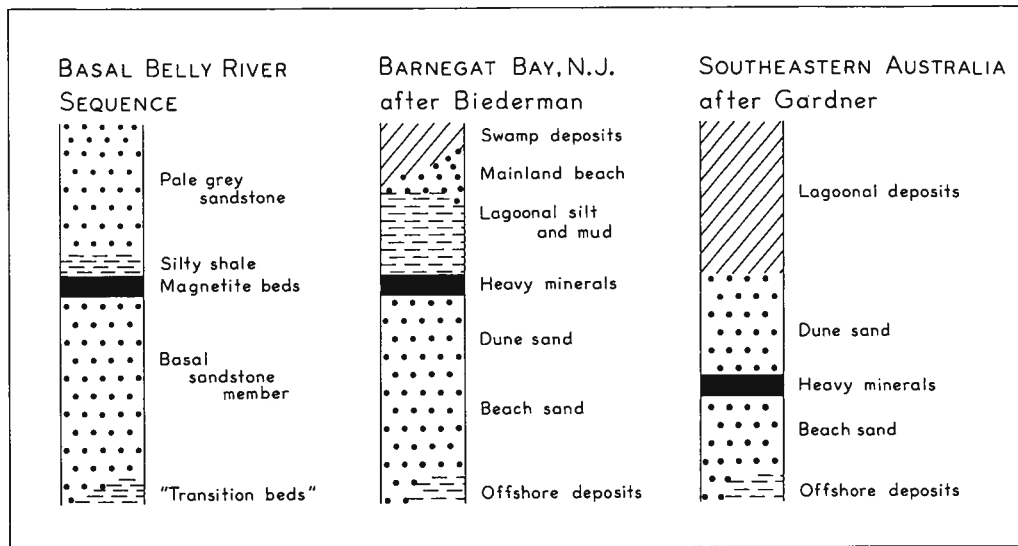 BASAL BELLY RIVER
SEQUENCE
Pale grey
sandstone
Silty shale
Magnetite beds
Basal
sandstone
member
"Transition beds"
BARNEGAT BAY, N.J.
after Biederman
Swamp deposits
Mainland beach
Lagoonal silt
and mud
Heavy minerals
Dune sand
Beach sand
Offshore deposits
SOUTHEASTERN AUSTRALIA
after Gardner
Lagoonal deposits
Dune sand
Heavy minerals
Beach sand
Offshore deposits